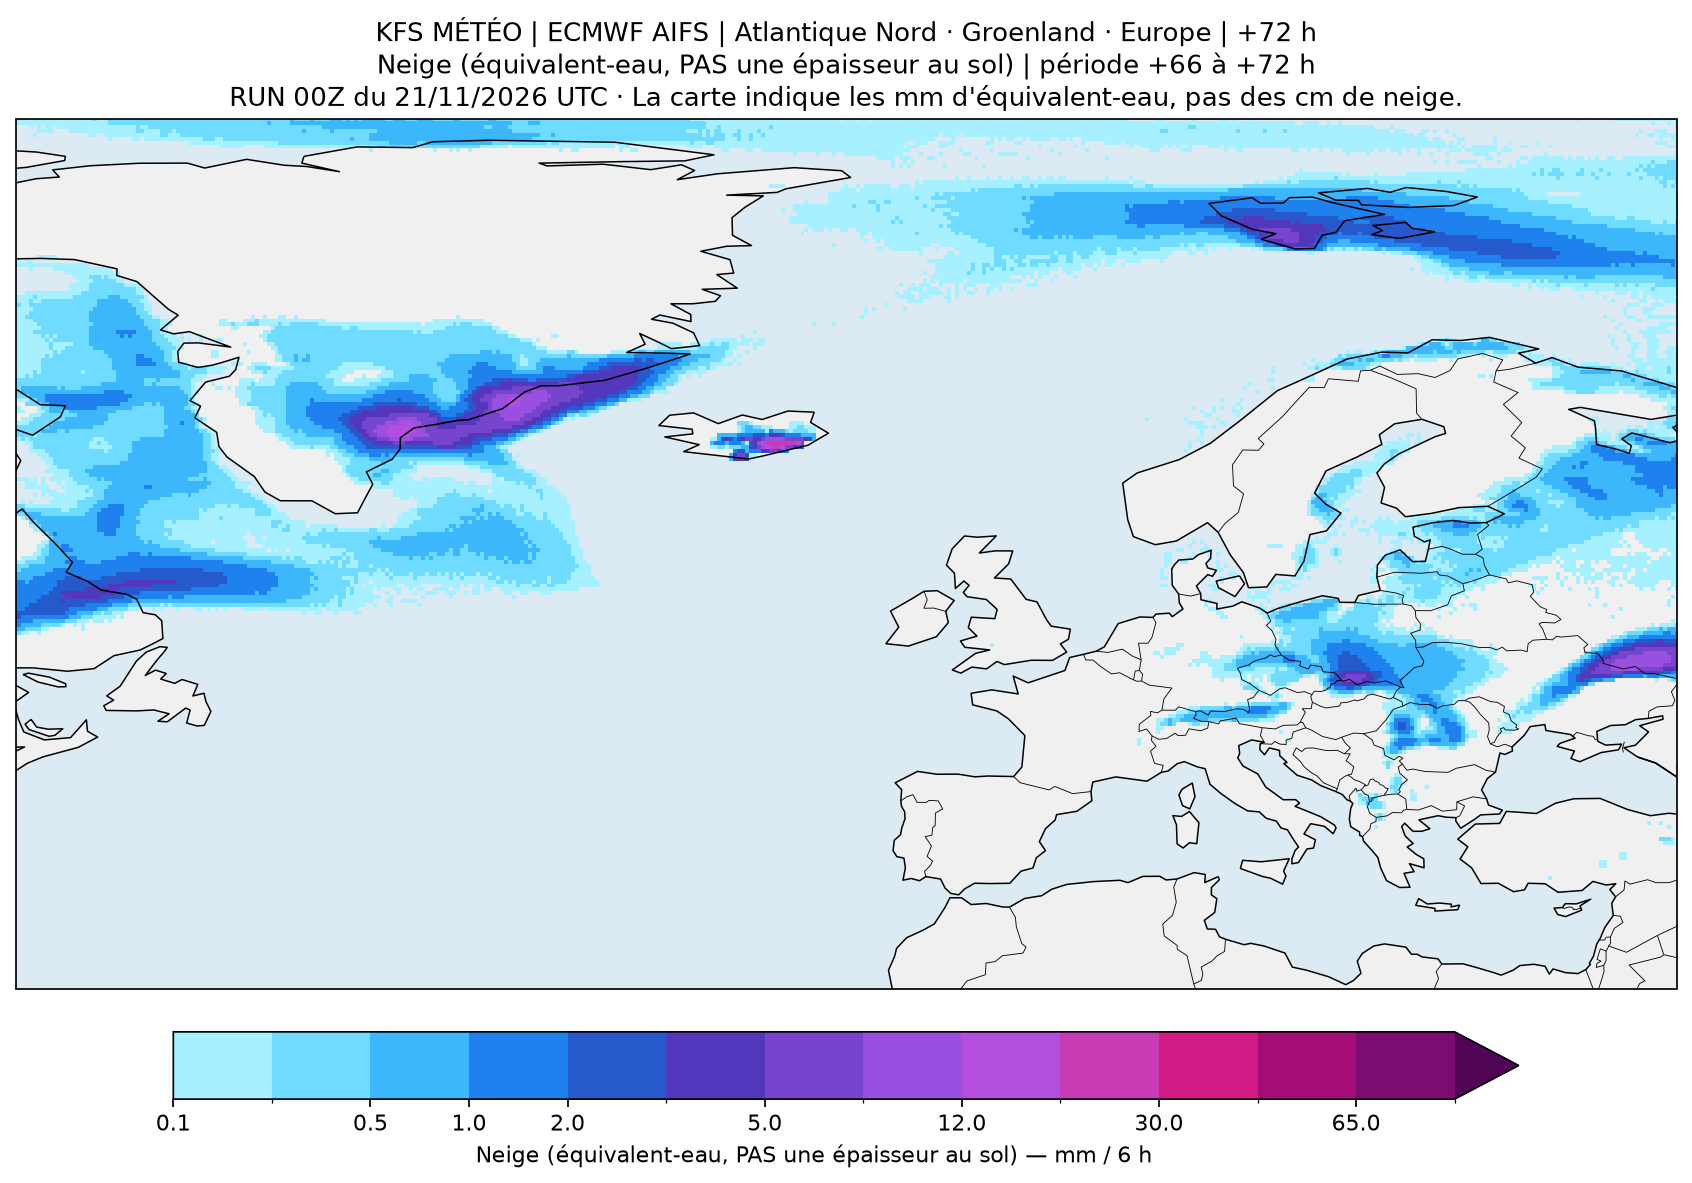 KFS MÉTÉO | ECMWF AIFS | Atlantique Nord · Groenland · Europe | +72 h
Neige (équivalent-eau, PAS une épaisseur au sol) | période +66 à +72 h
RUN 00Z du 21/11/2026 UTC · La carte indique les mm d'équivalent-eau, pas des cm de neige.
0.1 0.5 1.0 2.0 5.0 12.0 30.0 65.0
Neige (équivalent-eau, PAS une épaisseur au sol) — mm / 6 h